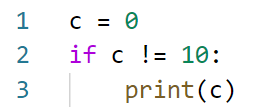 1 c = 0
2 if c != 10:
3     print(c)